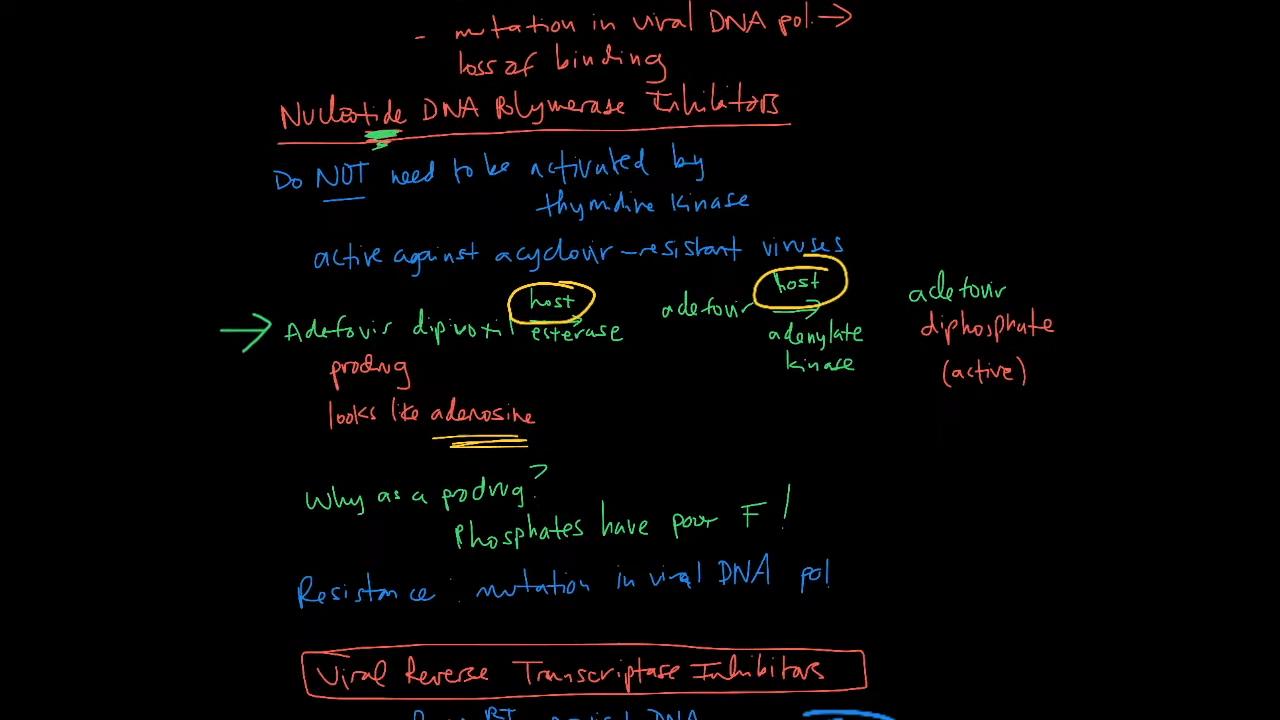 - mutation in viral DNA pol. →
loss of binding
Nucleotide DNA Polymerase Inhibitors
Do NOT need to be activated by
thymidine kinase
active against acyclovir-resistant viruses
Adefovir dipivoxil host esterase → adefovir host → adenylate kinase adefovir diphosphate (active)
prodrug
looks like adenosine
Why as a prodrug?
Phosphates have poor F!
Resistance: mutation in viral DNA pol
Viral Reverse Transcriptase Inhibitors